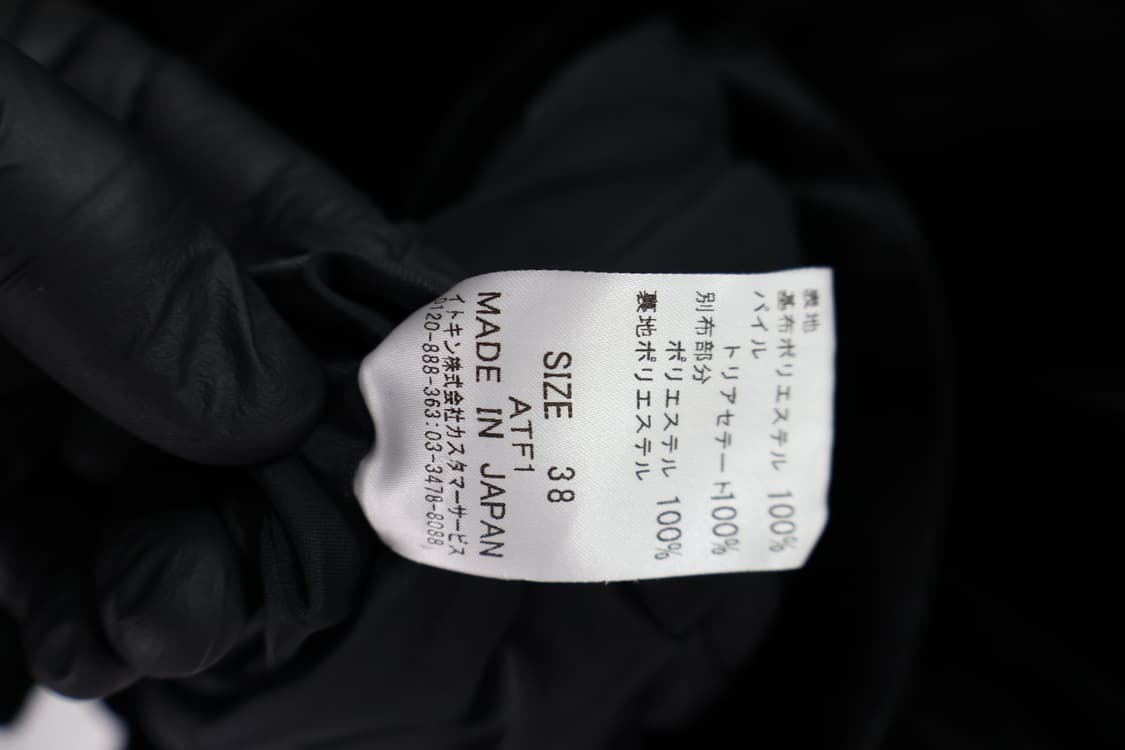 表地
基布ポリエステル 100%
パイル
トリアセテート100%
別布部分
ポリエステル 100%
裏地ポリエステル
SIZE 38
ATF1
MADE IN JAPAN
イトキン株式会社カスタマーサービス
0120-888-363:03-3478-8088